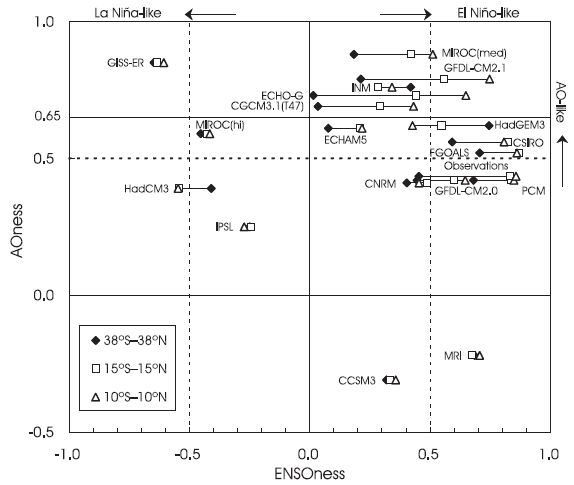 La Niña-like
El Niño-like
1.0
MIROC(med)
GISS-ER
GFDL-CM2.1
INM
ECHO-G
CGCM3.1(T47)
0.65
AO-like
MIROC(hi)
HadGEM3
ECHAM5
CSIRO
FGOALS
0.5
Observations
HadCM3
CNRM
GFDL-CM2.0
PCM
AOness
IPSL
0.0
38°S–38°N
15°S–15°N
10°S–10°N
MRI
CCSM3
-0.5
-1.0
-0.5
0.0
0.5
1.0
ENSOness